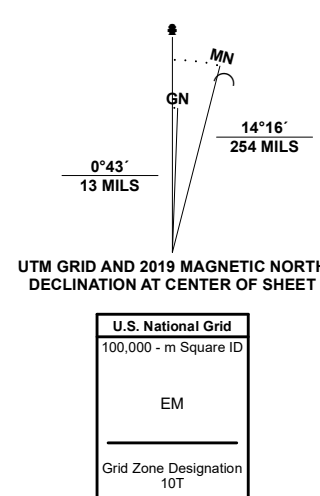 MN
GN
14°16´
254 MILS
0°43´
13 MILS
UTM GRID AND 2019 MAGNETIC NORTH
DECLINATION AT CENTER OF SHEET
U.S. National Grid
100,000 - m Square ID
EM
Grid Zone Designation
10T